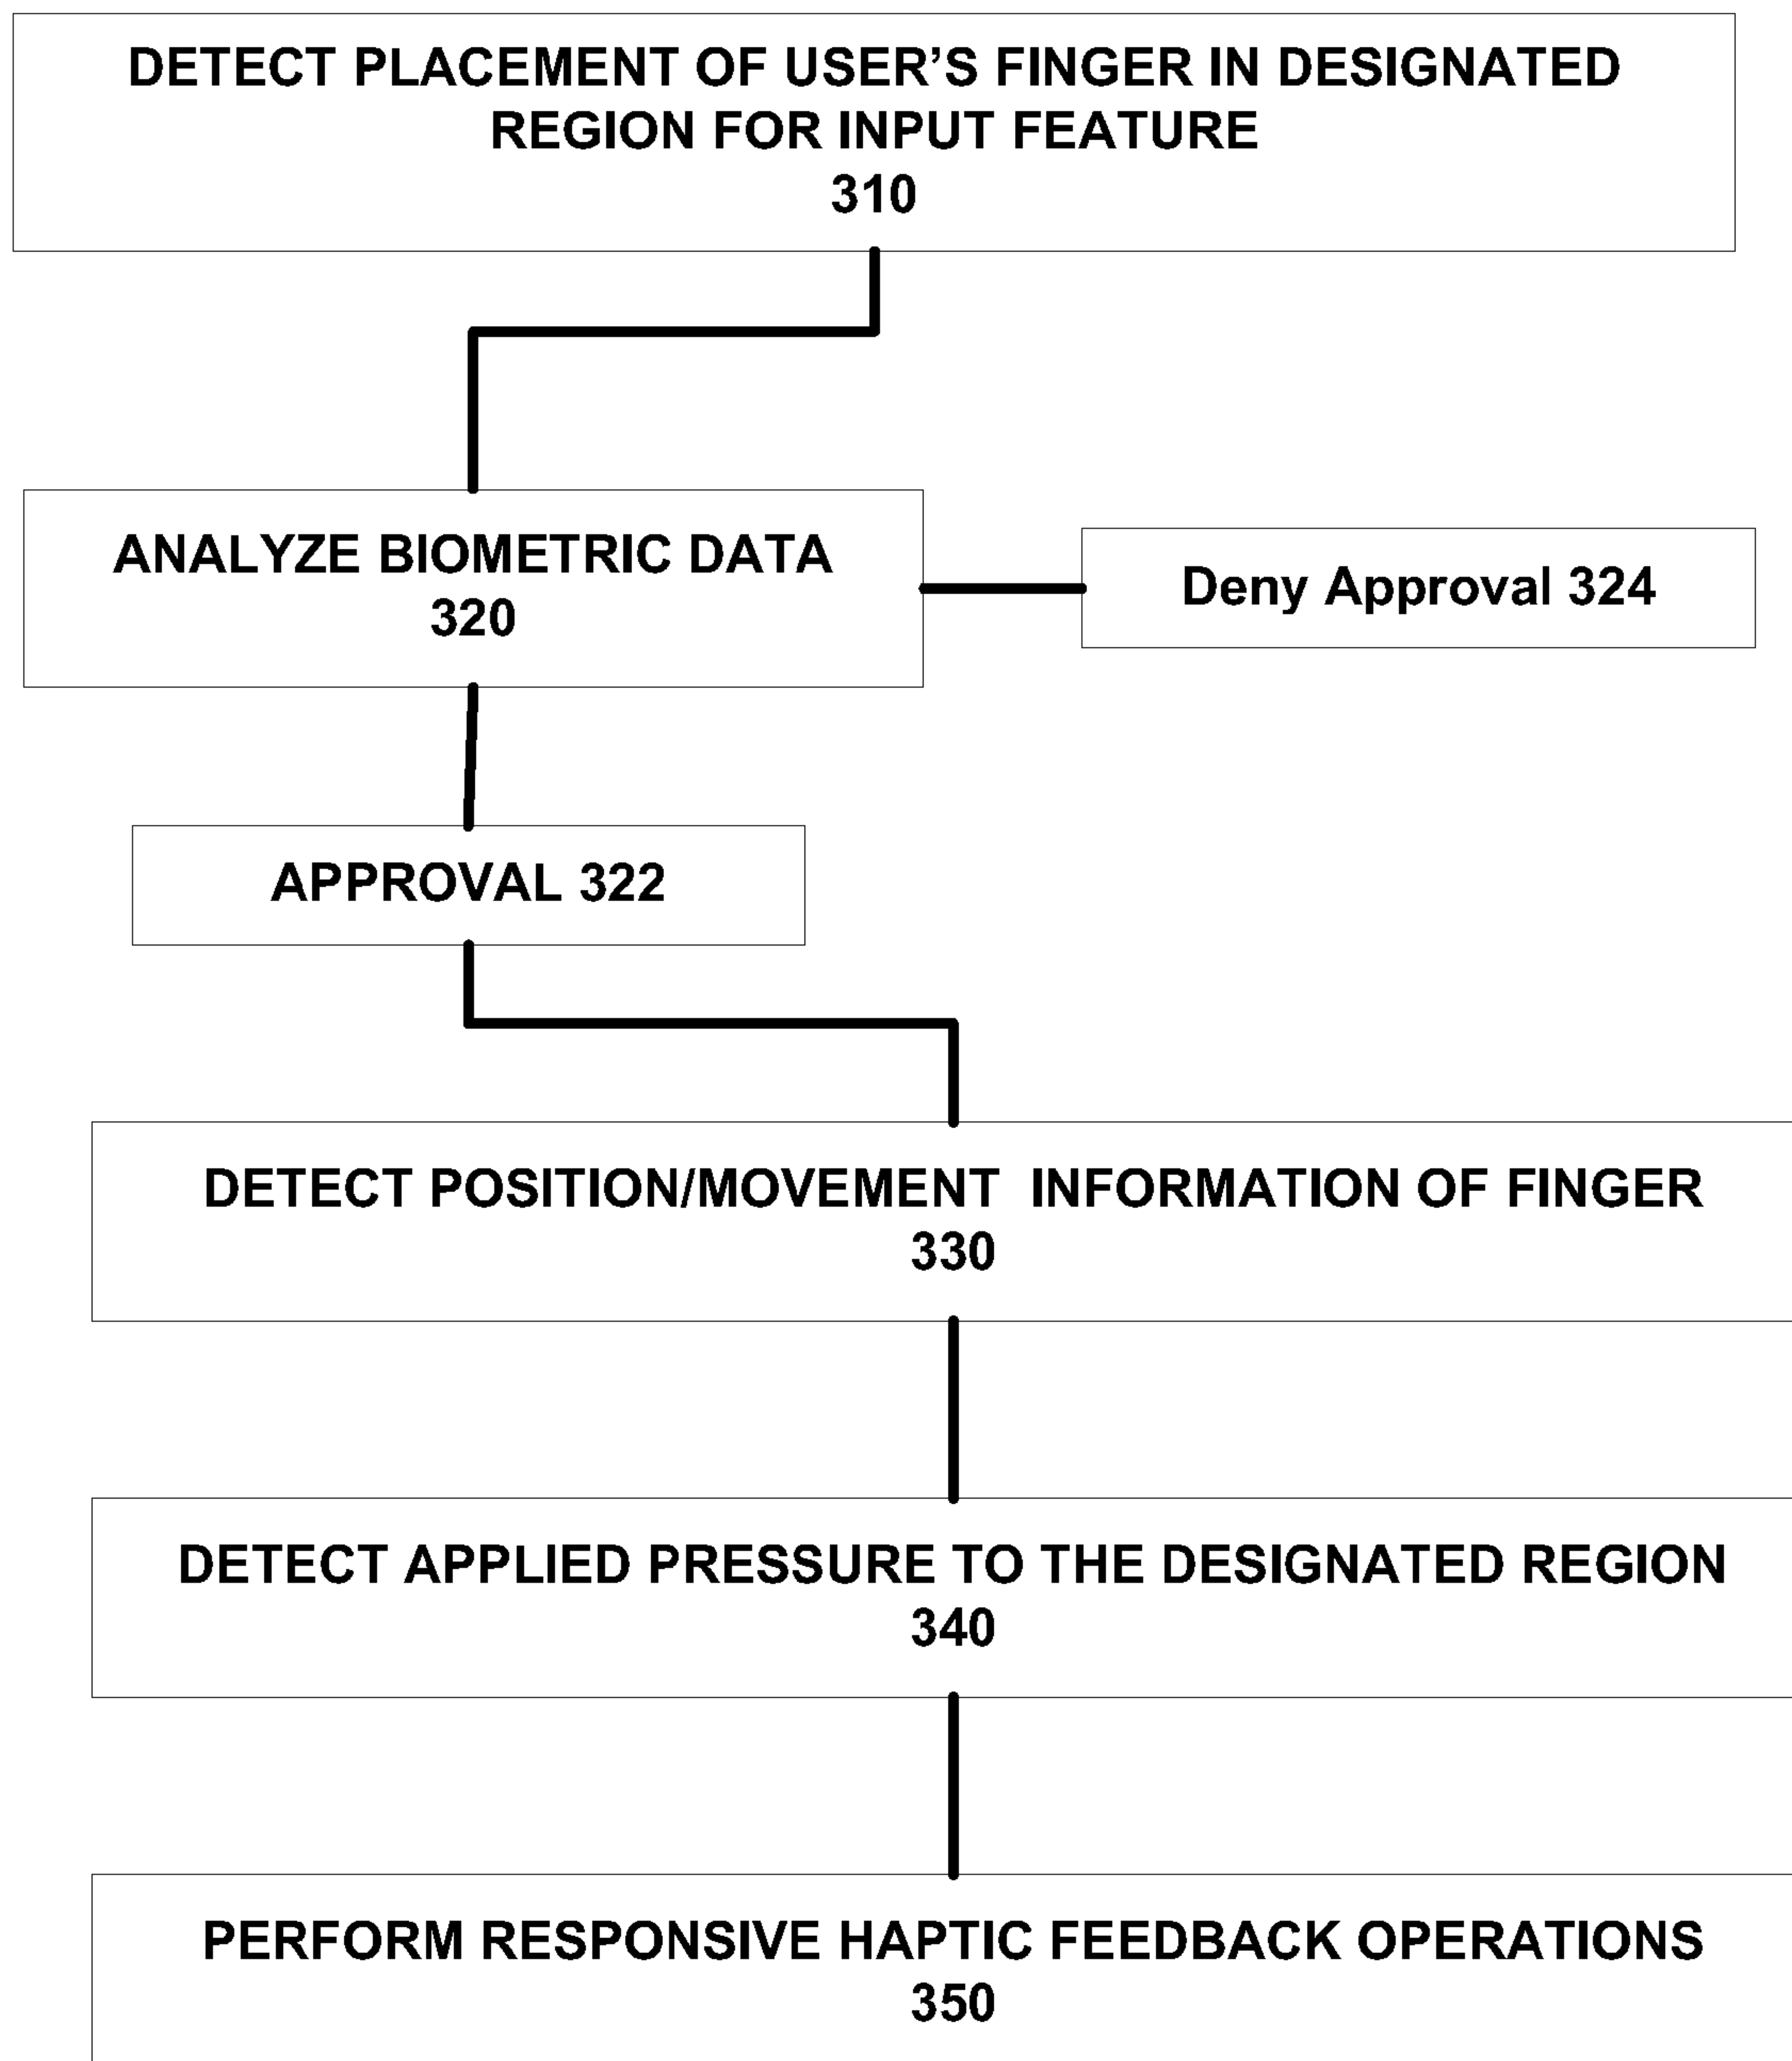 DETECT PLACEMENT OF USER’S FINGER IN DESIGNATED
REGION FOR INPUT FEATURE
310
ANALYZE BIOMETRIC DATA
320
Deny Approval 324
APPROVAL 322
DETECT POSITION/MOVEMENT  INFORMATION OF FINGER
330
DETECT APPLIED PRESSURE TO THE DESIGNATED REGION
340
PERFORM RESPONSIVE HAPTIC FEEDBACK OPERATIONS
350